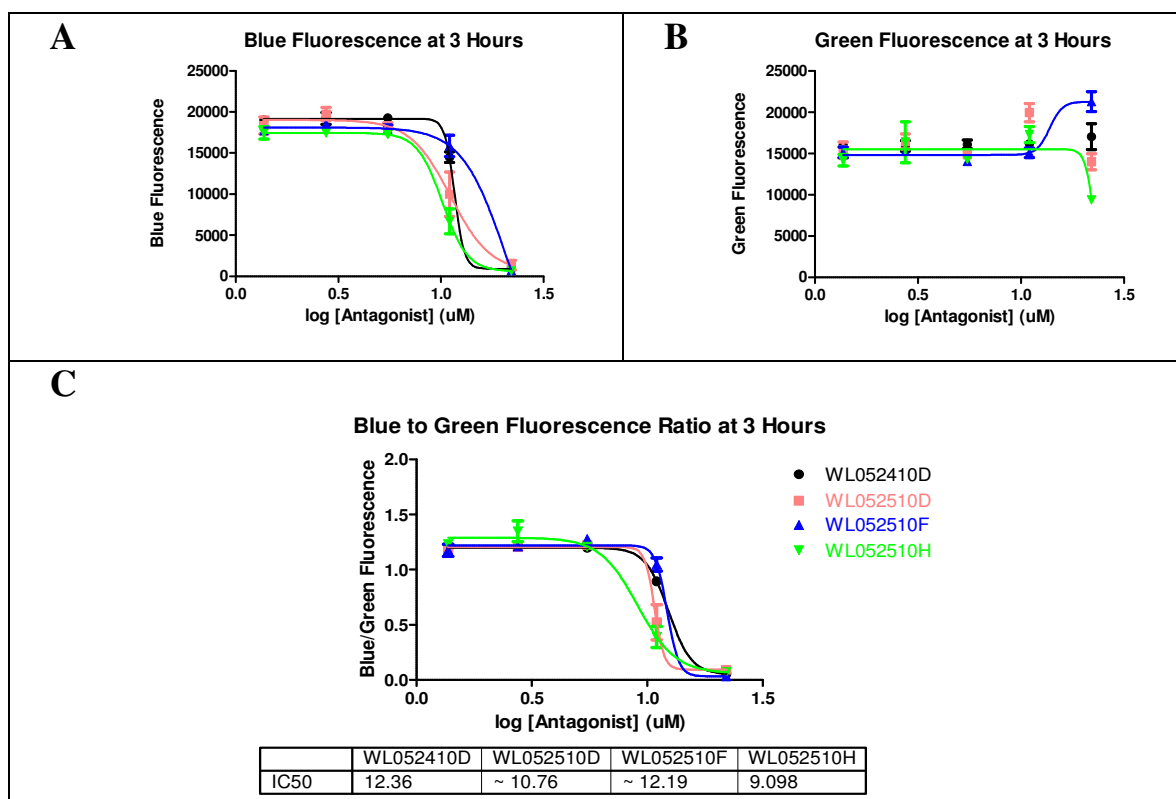 A
Blue Fluorescence at 3 Hours
25000
20000
15000
10000
5000
0
Blue Fluorescence
0.0 0.5 1.0 1.5
log [Antagonist] (uM)
B
Green Fluorescence at 3 Hours
25000
20000
15000
10000
5000
0
Green Fluorescence
0.0 0.5 1.0 1.5
log [Antagonist] (uM)
C
Blue to Green Fluorescence Ratio at 3 Hours
2.0
1.5
1.0
0.5
0.0
Blue/Green Fluorescence
0.0 0.5 1.0 1.5
log [Antagonist] (uM)
WL052410D
WL052510D
WL052510F
WL052510H
WL052410D WL052510D WL052510F WL052510H
IC50 12.36 ~ 10.76 ~ 12.19 9.098